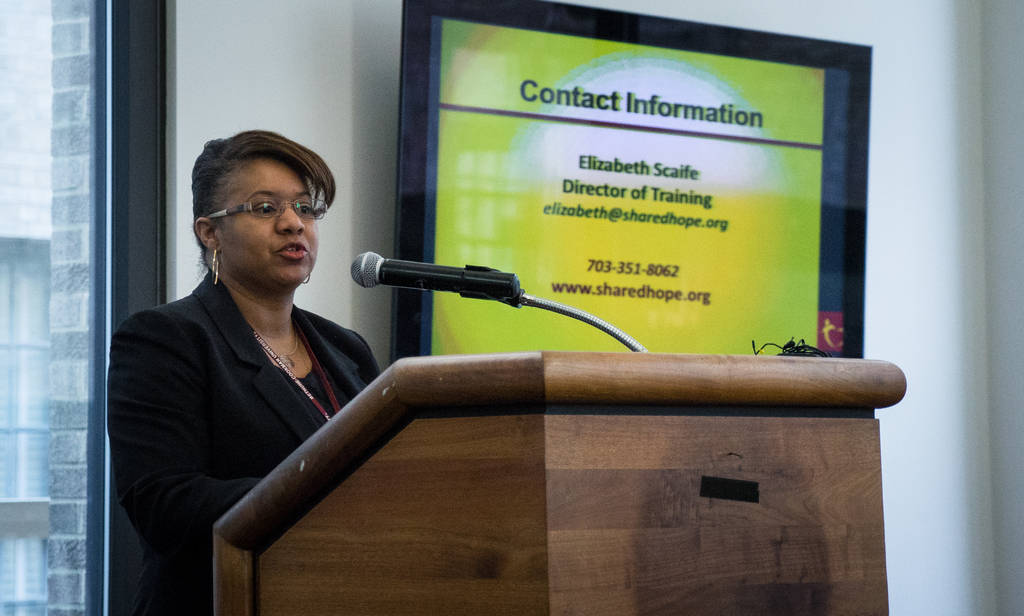 Contact Information
Elizabeth Scaife
Director of Training
elizabeth@sharedhope.org
703-351-8062
www.sharedhope.org